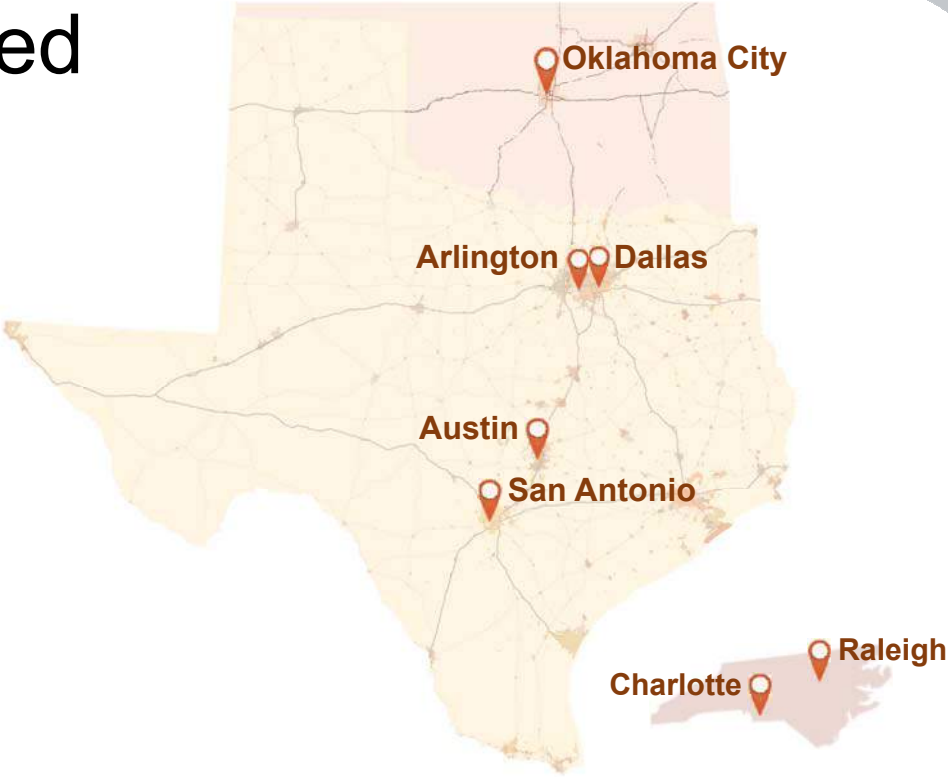 ed
Oklahoma City
Arlington Dallas
Austin
San Antonio
Raleigh
Charlotte